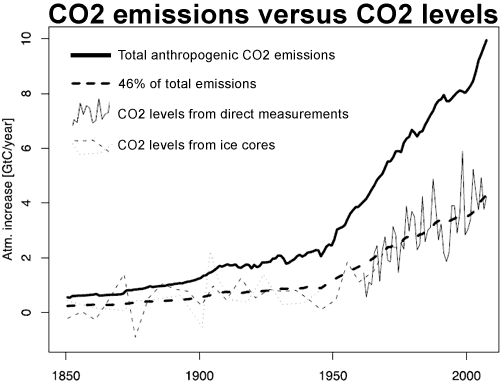 CO2 emissions versus CO2 levels
Total anthropogenic CO2 emissions
46% of total emissions
CO2 levels from direct measurements
CO2 levels from ice cores
Atm. increase [GtC/year]
10
8
6
4
2
0
1850
1900
1950
2000